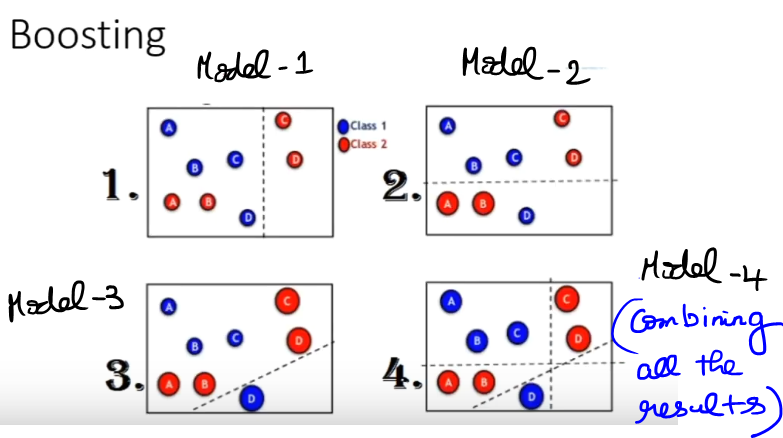 Boosting
Model - 1
Model - 2
Class 1
Class 2
1.
A
B
C
D
A
B
C
D
2.
A
B
C
D
A
B
C
D
Model - 3
3.
A
B
C
D
A
B
C
D
Model - 4
(Combining
all the
results)
4.
A
B
C
D
A
B
C
D